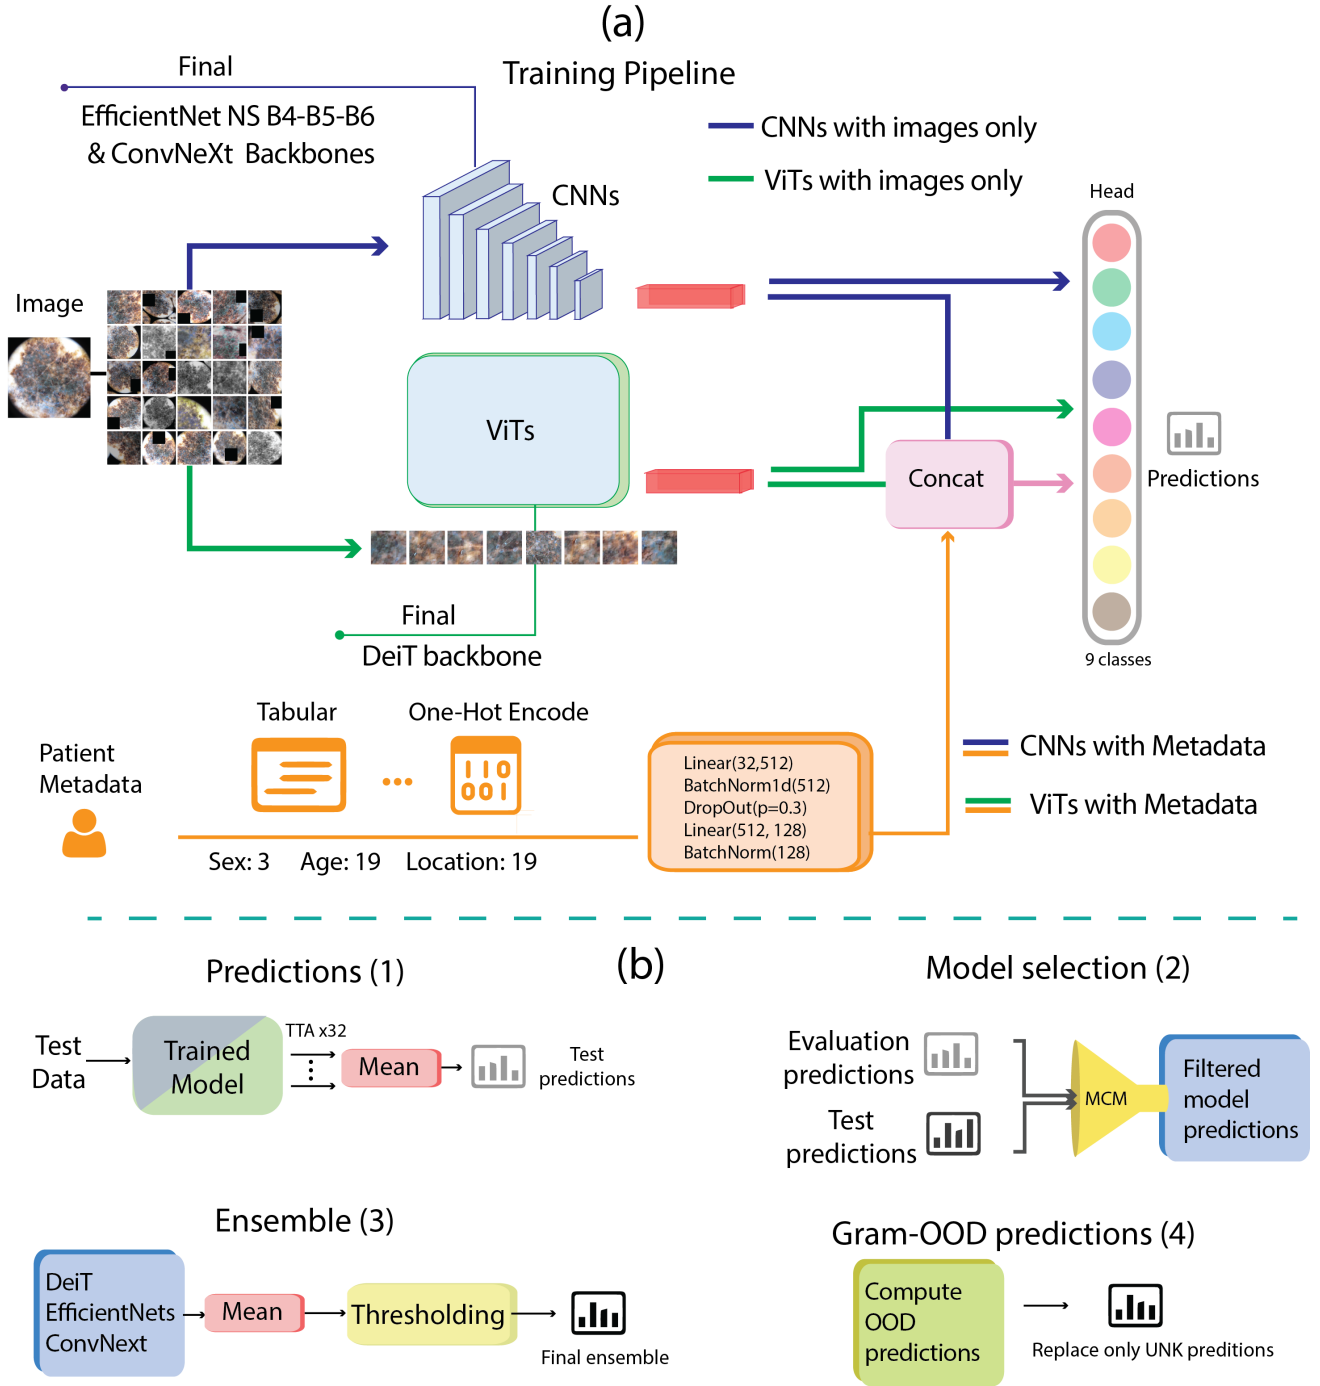 (a)
Training Pipeline
Final
EfficientNet NS B4-B5-B6
& ConvNeXt Backbones
CNNs with images only
ViTs with images only
CNNs
Head
Image
ViTs
Concat
Predictions
Final
DeiT backbone
9 classes
Tabular
One-Hot Encode
Patient
Metadata
110
001
Linear(32,512)
BatchNorm1d(512)
DropOut(p=0.3)
Linear(512, 128)
BatchNorm(128)
CNNs with Metadata
ViTs with Metadata
Sex: 3
Age: 19
Location: 19
(b)
Predictions (1)
Test
Data
Trained
Model
TTA x32
Mean
Test
predictions
Model selection (2)
Evaluation
predictions
Test
predictions
MCM
Filtered
model
predictions
Ensemble (3)
DeiT
EfficientNets
ConvNext
Mean
Thresholding
Final ensemble
Gram-OOD predictions (4)
Compute
OOD
predictions
Replace only UNK preditions